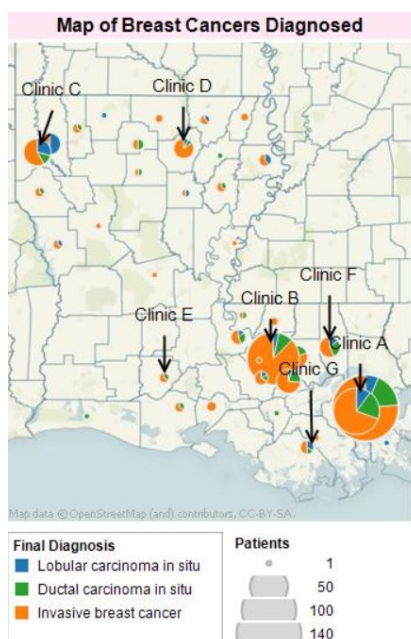 Map of Breast Cancers Diagnosed
Clinic D
Clinic C
Clinic F
Clinic B
Clinic E
Clinic A
Clinic G
Map data © OpenStreetMap (and) contributors, CC-BY-SA.
Final Diagnosis
Lobular carcinoma in situ
Ductal carcinoma in situ
Invasive breast cancer
Patients
1
50
100
140